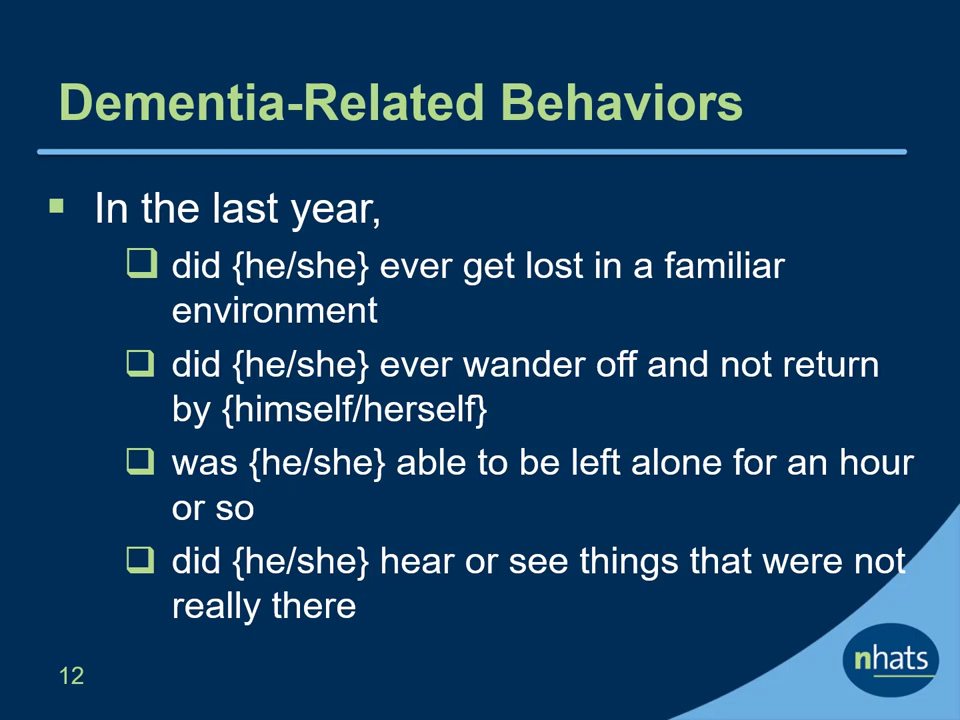 Dementia-Related Behaviors
▪ In the last year,
❑ did {he/she} ever get lost in a familiar
environment
❑ did {he/she} ever wander off and not return
by {himself/herself}
❑ was {he/she} able to be left alone for an hour
or so
❑ did {he/she} hear or see things that were not
really there
12
nhats